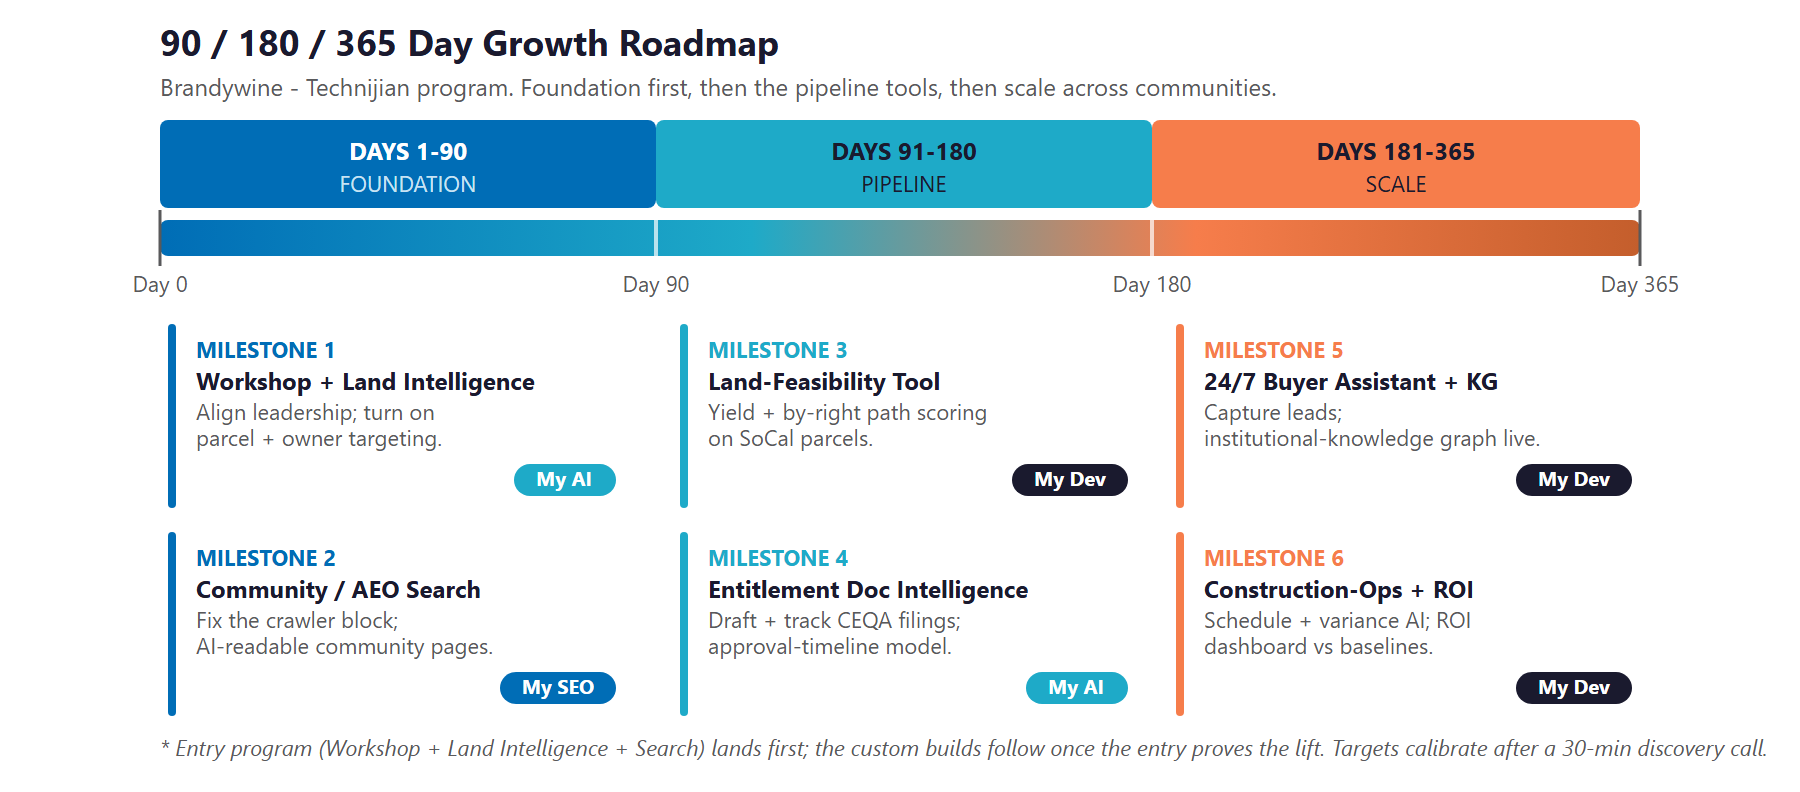 90 / 180 / 365 Day Growth Roadmap
Brandywine - Technijian program. Foundation first, then the pipeline tools, then scale across communities.
DAYS 1-90
FOUNDATION
DAYS 91-180
PIPELINE
DAYS 181-365
SCALE
Day 0
Day 90
Day 180
Day 365
MILESTONE 1
Workshop + Land Intelligence
Align leadership; turn on
parcel + owner targeting.
My AI
MILESTONE 3
Land-Feasibility Tool
Yield + by-right path scoring
on SoCal parcels.
My Dev
MILESTONE 5
24/7 Buyer Assistant + KG
Capture leads;
institutional-knowledge graph live.
My Dev
MILESTONE 2
Community / AEO Search
Fix the crawler block;
AI-readable community pages.
My SEO
MILESTONE 4
Entitlement Doc Intelligence
Draft + track CEQA filings;
approval-timeline model.
My AI
MILESTONE 6
Construction-Ops + ROI
Schedule + variance AI; ROI
dashboard vs baselines.
My Dev
* Entry program (Workshop + Land Intelligence + Search) lands first; the custom builds follow once the entry proves the lift. Targets calibrate after a 30-min discovery call.